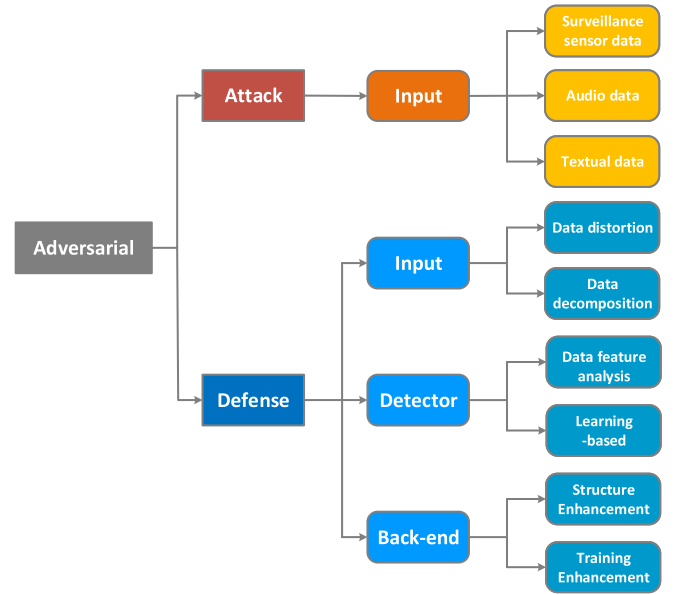 Adversarial
Attack
Input
Surveillance
sensor data
Audio data
Textual data
Defense
Input
Data distortion
Data
decomposition
Detector
Data feature
analysis
Learning
-based
Back-end
Structure
Enhancement
Training
Enhancement